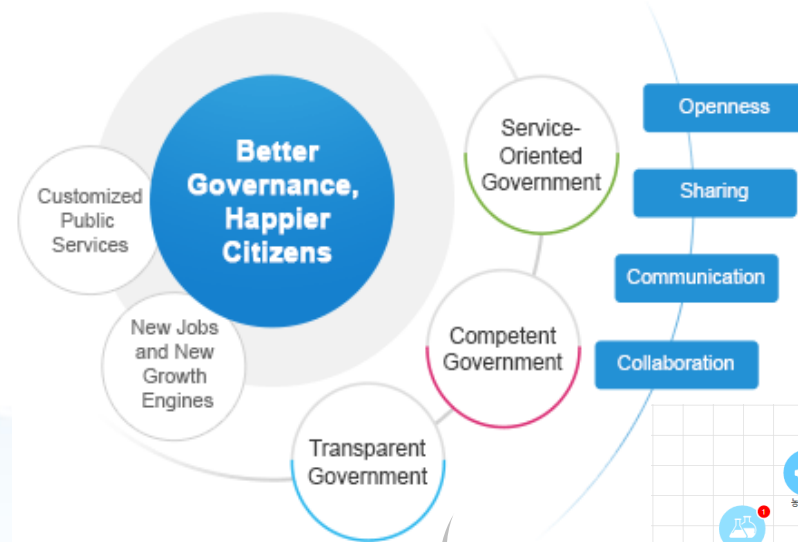 Better
Governance,
Happier
Citizens
Customized
Public
Services
New Jobs
and New
Growth
Engines
Service-
Oriented
Government
Competent
Government
Transparent
Government
Openness
Sharing
Communication
Collaboration
1